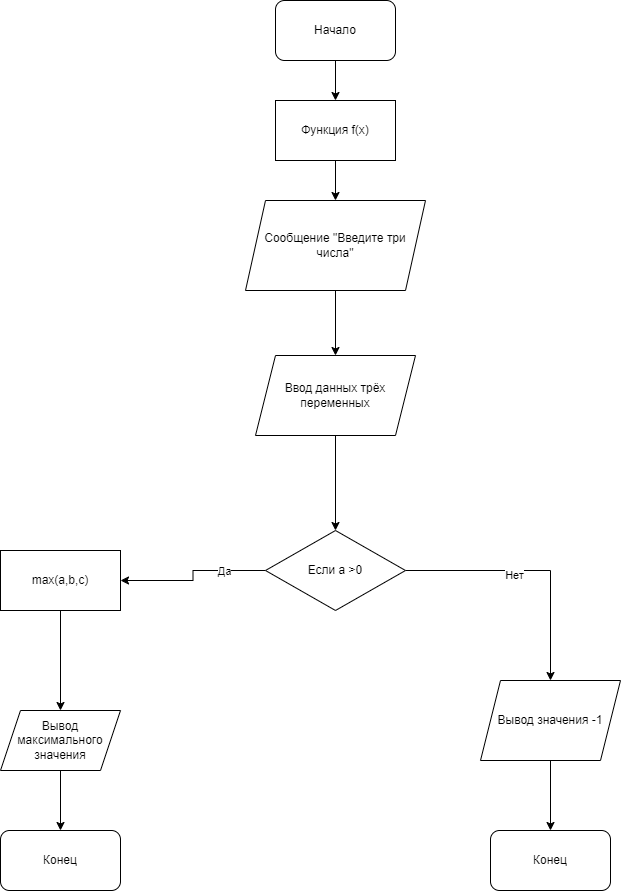 Начало
Функция f(x)
Сообщение "Введите три
числа"
Ввод данных трёх
переменных
Если a >0
Да
Нет
max(a,b,c)
Вывод
максимального
значения
Вывод значения -1
Конец
Конец